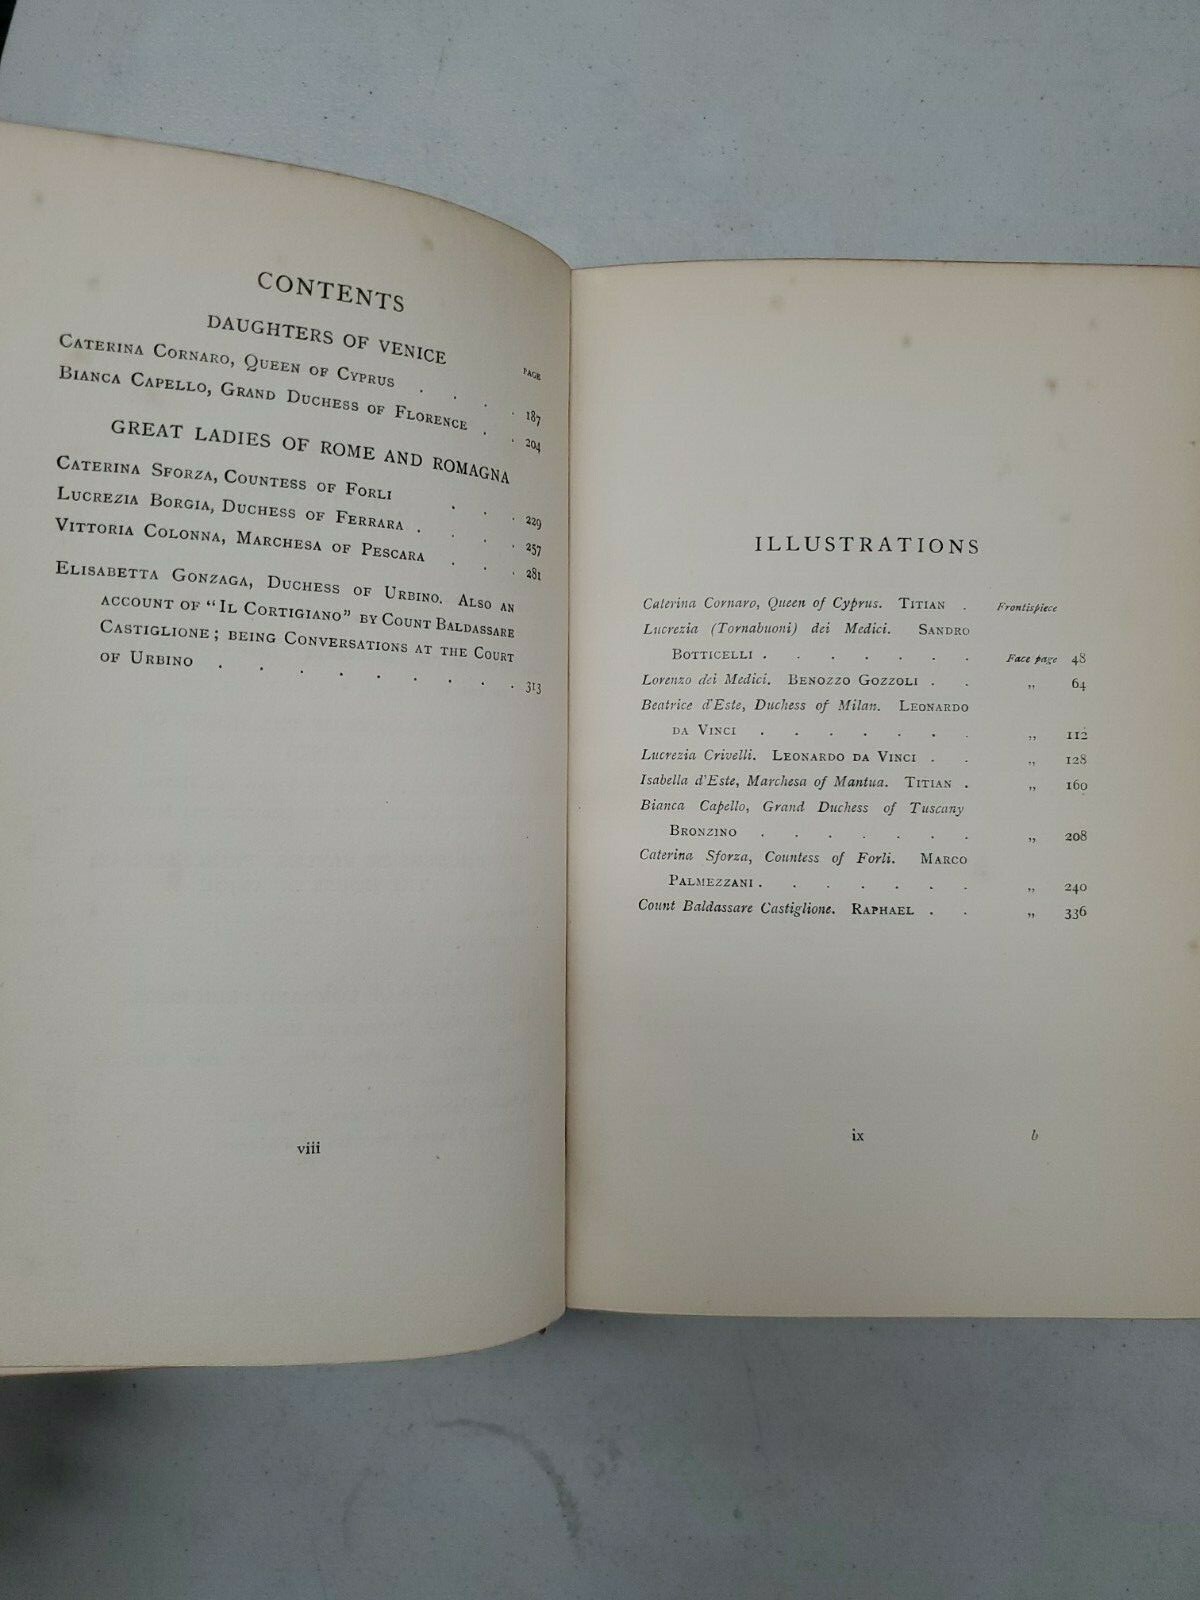 CONTENTS
DAUGHTERS OF VENICE
PAGE
CATERINA CORNARO, QUEEN OF CYPRUS . . . . 187
BIANCA CAPELLO, GRAND DUCHESS OF FLORENCE . . 204
GREAT LADIES OF ROME AND ROMAGNA
CATERINA SFORZA, COUNTESS OF FORLI . . . 229
LUCREZIA BORGIA, DUCHESS OF FERRARA . . . . 257
VITTORIA COLONNA, MARCHESA OF PESCARA . . . 281
ELISABETTA GONZAGA, DUCHESS OF URBINO. ALSO AN
ACCOUNT OF “IL CORTIGIANO” BY COUNT BALDASSARE
CASTIGLIONE; BEING CONVERSATIONS AT THE COURT
OF URBINO . . . . . . . . 313
viii
ILLUSTRATIONS
Caterina Cornaro, Queen of Cyprus. TITIAN . Frontispiece
Lucrezia (Tornabuoni) dei Medici. SANDRO
BOTTICELLI . . . . . . . Face page 48
Lorenzo dei Medici. BENOZZO GOZZOLI . . „ 64
Beatrice d'Este, Duchess of Milan. LEONARDO
DA VINCI . . . . . . . „ 112
Lucrezia Crivelli. LEONARDO DA VINCI . . „ 128
Isabella d'Este, Marchesa of Mantua. TITIAN . „ 160
Bianca Capello, Grand Duchess of Tuscany
BRONZINO . . . . . . . „ 208
Caterina Sforza, Countess of Forli. MARCO
PALMEZZANI . . . . . . . „ 240
Count Baldassare Castiglione. RAPHAEL . . „ 336
ix b